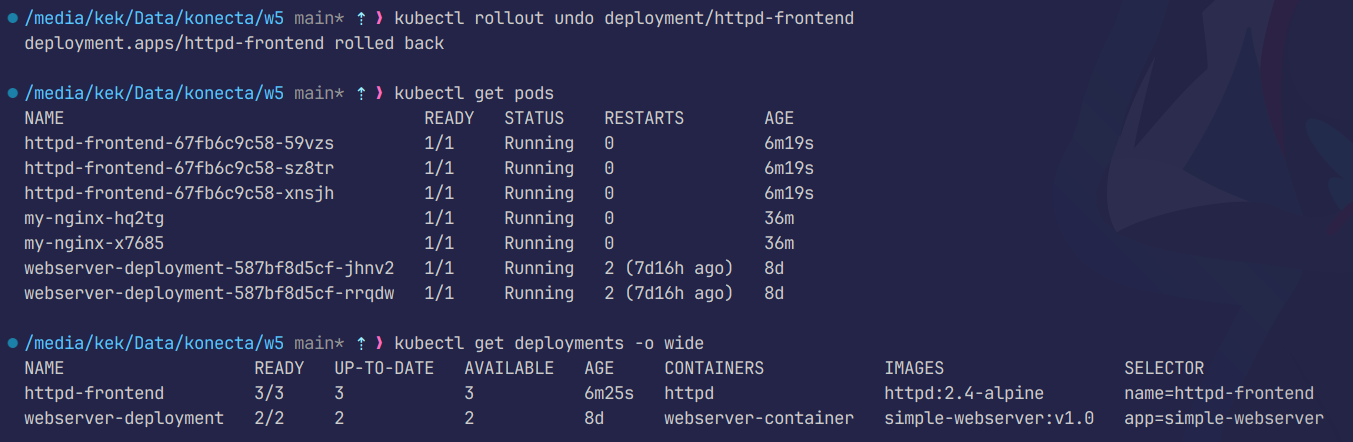 /media/kek/Data/konecta/w5 main* ⇡ ❯ kubectl rollout undo deployment/httpd-frontend
deployment.apps/httpd-frontend rolled back
/media/kek/Data/konecta/w5 main* ⇡ ❯ kubectl get pods
NAME READY STATUS RESTARTS AGE
httpd-frontend-67fb6c9c58-59vzs 1/1 Running 0 6m19s
httpd-frontend-67fb6c9c58-sz8tr 1/1 Running 0 6m19s
httpd-frontend-67fb6c9c58-xnsjh 1/1 Running 0 6m19s
my-nginx-hq2tg 1/1 Running 0 36m
my-nginx-x7685 1/1 Running 0 36m
webserver-deployment-587bf8d5cf-jhnv2 1/1 Running 2 (7d16h ago) 8d
webserver-deployment-587bf8d5cf-rrqdw 1/1 Running 2 (7d16h ago) 8d
/media/kek/Data/konecta/w5 main* ⇡ ❯ kubectl get deployments -o wide
NAME READY UP-TO-DATE AVAILABLE AGE CONTAINERS IMAGES SELECTOR
httpd-frontend 3/3 3 3 6m25s httpd httpd:2.4-alpine name=httpd-frontend
webserver-deployment 2/2 2 2 8d webserver-container simple-webserver:v1.0 app=simple-webserver